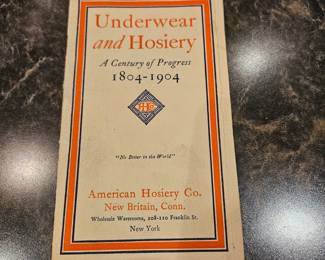 Underwear
and Hosiery
A Century of Progress
1804-1904
"No Better in the World"
American Hosiery Co.
New Britain, Conn.
Wholesale Warerooms, 108-110 Franklin St.
New York